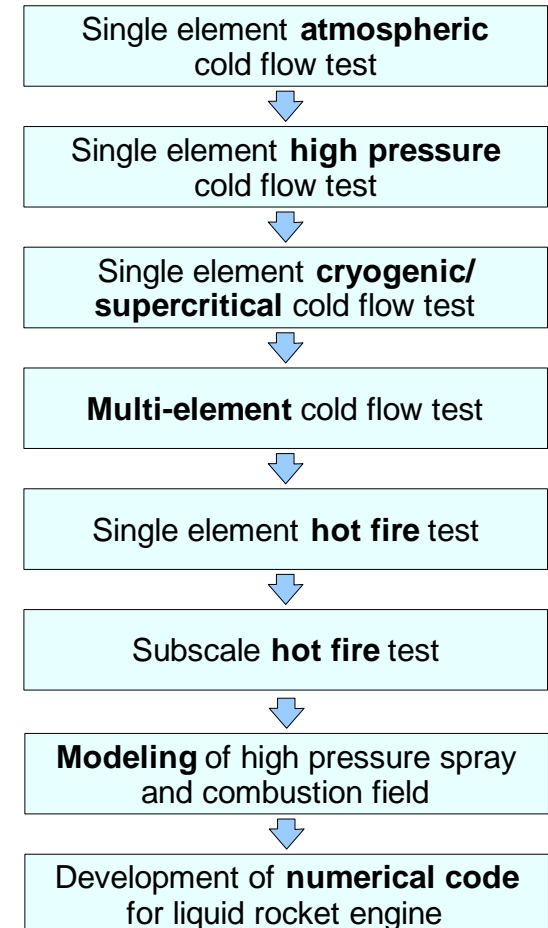 Single element atmospheric
cold flow test
Single element high pressure
cold flow test
Single element cryogenic/
supercritical cold flow test
Multi-element cold flow test
Single element hot fire test
Subscale hot fire test
Modeling of high pressure spray
and combustion field
Development of numerical code
for liquid rocket engine